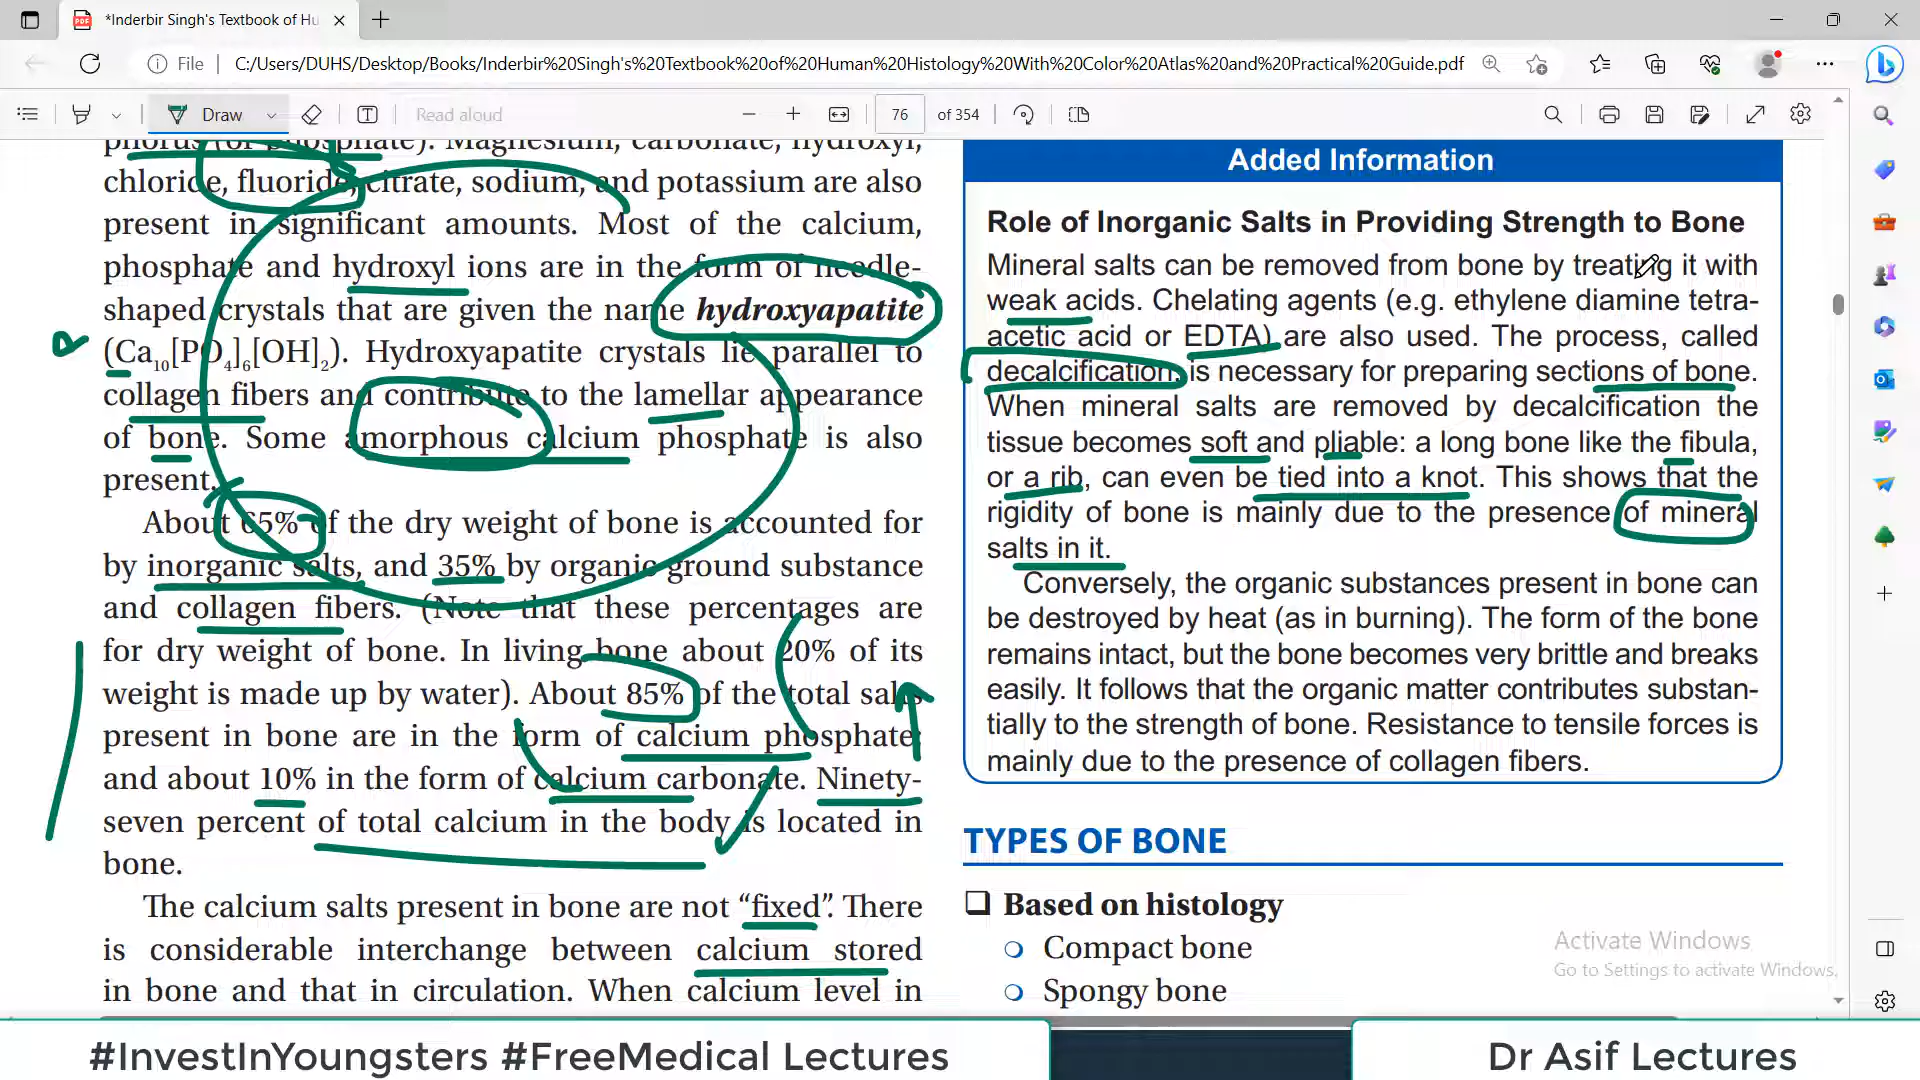 *Inderbir Singh's Textbook of Hu
File
C:/Users/DUHS/Desktop/Books/Inderbir%20Singh's%20Textbook%20of%20Human%20Histology%20With%20Color%20Atlas%20and%20Practical%20Guide.pdf
Draw
Read aloud
76 of 354
phorus (or phosphate). Magnesium, carbonate, hydroxyl,
chloride, fluoride, citrate, sodium, and potassium are also
present in significant amounts. Most of the calcium,
phosphate and hydroxyl ions are in the form of needle-
shaped crystals that are given the name hydroxyapatite
(Ca10[PO4]6[OH]2). Hydroxyapatite crystals lie parallel to
collagen fibers and contribute to the lamellar appearance
of bone. Some amorphous calcium phosphate is also
present.
About 65% of the dry weight of bone is accounted for
by inorganic salts, and 35% by organic ground substance
and collagen fibers. (Note that these percentages are
for dry weight of bone. In living bone about 20% of its
weight is made up by water). About 85% of the total salts
present in bone are in the form of calcium phosphate;
and about 10% in the form of calcium carbonate. Ninety-
seven percent of total calcium in the body is located in
bone.
The calcium salts present in bone are not “fixed”. There
is considerable interchange between calcium stored
in bone and that in circulation. When calcium level in
Added Information
Role of Inorganic Salts in Providing Strength to Bone
Mineral salts can be removed from bone by treating it with
weak acids. Chelating agents (e.g. ethylene diamine tetra-
acetic acid or EDTA) are also used. The process, called
decalcification, is necessary for preparing sections of bone.
When mineral salts are removed by decalcification the
tissue becomes soft and pliable: a long bone like the fibula,
or a rib, can even be tied into a knot. This shows that the
rigidity of bone is mainly due to the presence of mineral
salts in it.
Conversely, the organic substances present in bone can
be destroyed by heat (as in burning). The form of the bone
remains intact, but the bone becomes very brittle and breaks
easily. It follows that the organic matter contributes substan-
tially to the strength of bone. Resistance to tensile forces is
mainly due to the presence of collagen fibers.
TYPES OF BONE
Based on histology
Compact bone
Spongy bone
Activate Windows
Go to Settings to activate Windows.
#InvestInYoungsters #FreeMedical Lectures
Dr Asif Lectures